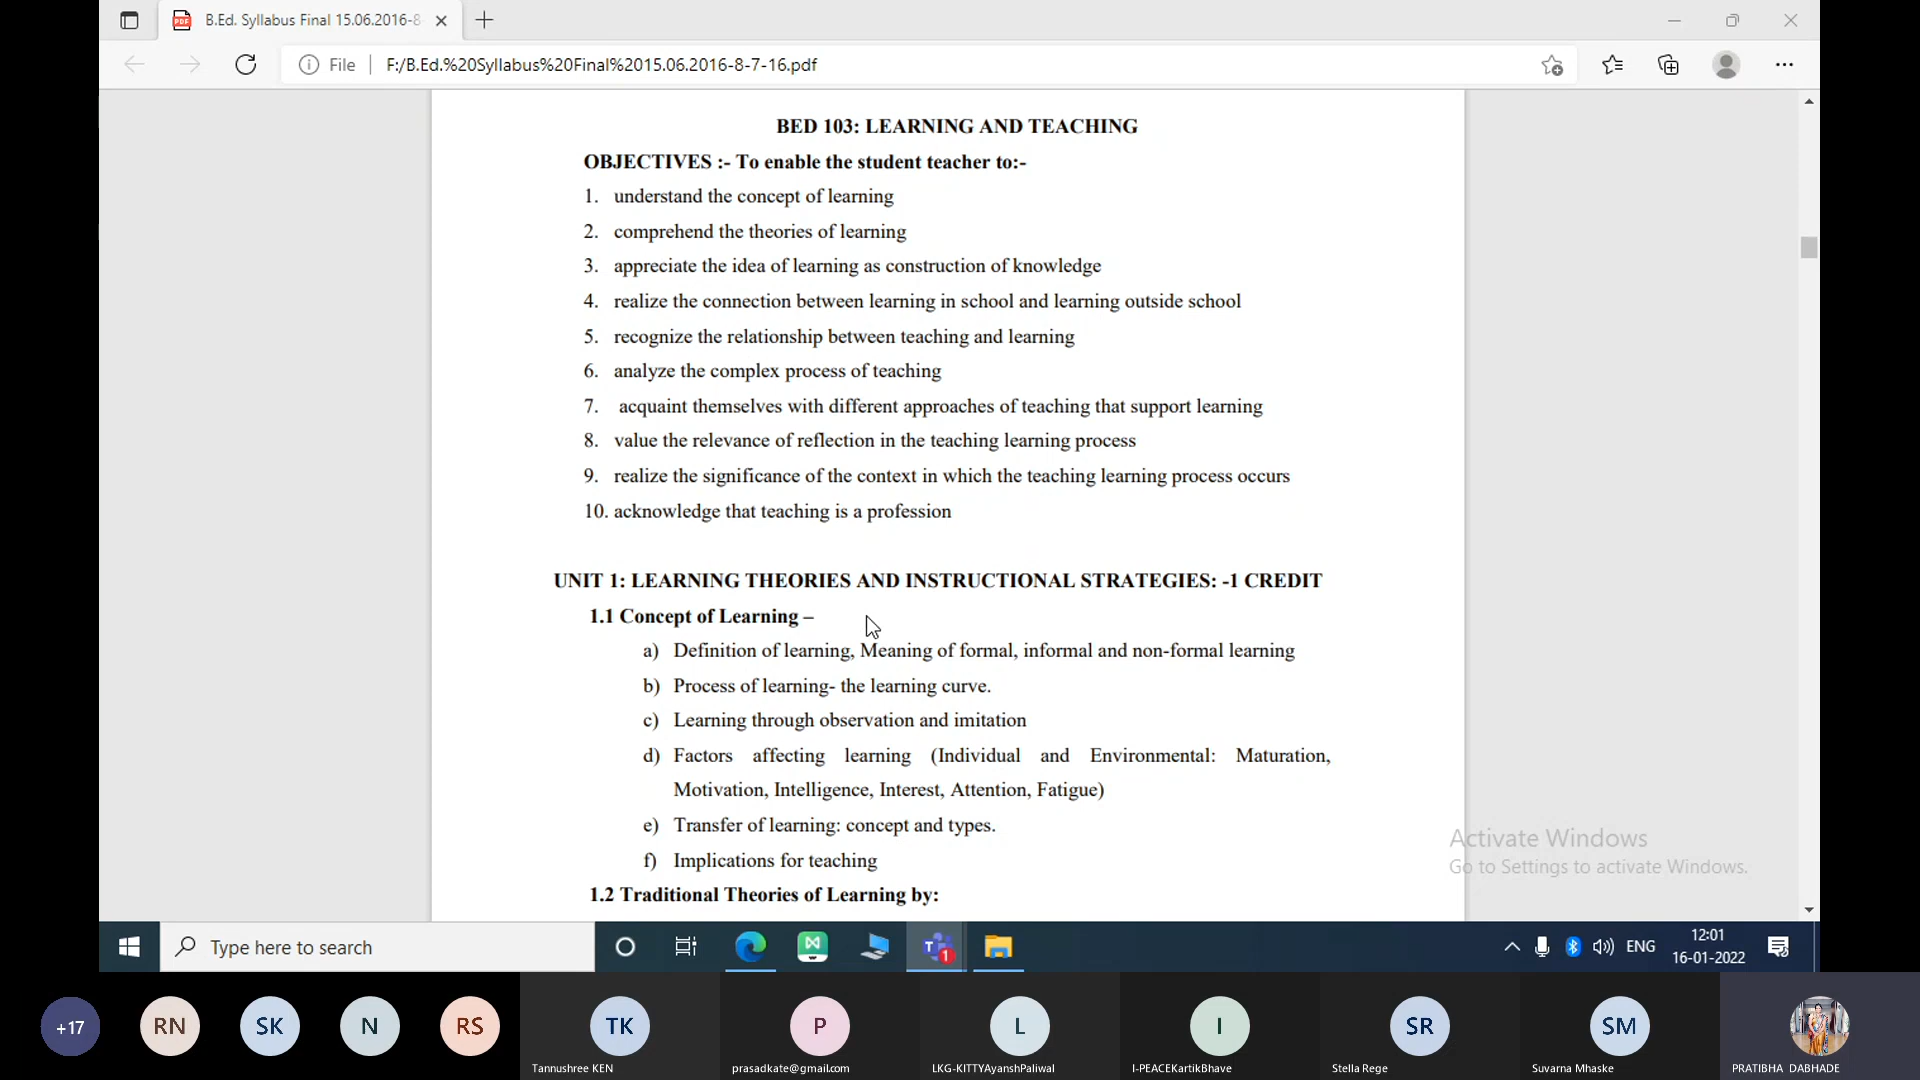 B.Ed. Syllabus Final 15.06.2016-8-
File F:/B.Ed.%20Syllabus%20Final%2015.06.2016-8-7-16.pdf
BED 103: LEARNING AND TEACHING
OBJECTIVES :- To enable the student teacher to:-
1. understand the concept of learning
2. comprehend the theories of learning
3. appreciate the idea of learning as construction of knowledge
4. realize the connection between learning in school and learning outside school
5. recognize the relationship between teaching and learning
6. analyze the complex process of teaching
7. acquaint themselves with different approaches of teaching that support learning
8. value the relevance of reflection in the teaching learning process
9. realize the significance of the context in which the teaching learning process occurs
10. acknowledge that teaching is a profession
UNIT 1: LEARNING THEORIES AND INSTRUCTIONAL STRATEGIES: -1 CREDIT
1.1 Concept of Learning –
a) Definition of learning, Meaning of formal, informal and non-formal learning
b) Process of learning- the learning curve.
c) Learning through observation and imitation
d) Factors affecting learning (Individual and Environmental: Maturation,
Motivation, Intelligence, Interest, Attention, Fatigue)
e) Transfer of learning: concept and types.
f) Implications for teaching
1.2 Traditional Theories of Learning by:
Activate Windows
Go to Settings to activate Windows.
Type here to search
ENG
12:01
16-01-2022
+17 RN SK N RS TK P L I SR SM
Tannushree KEN prasadkate@gmail.com LKG-KITTYAyanshPaliwal I-PEACEKartikBhave Stella Rege Suvarna Mhaske PRATIBHA DABHADE